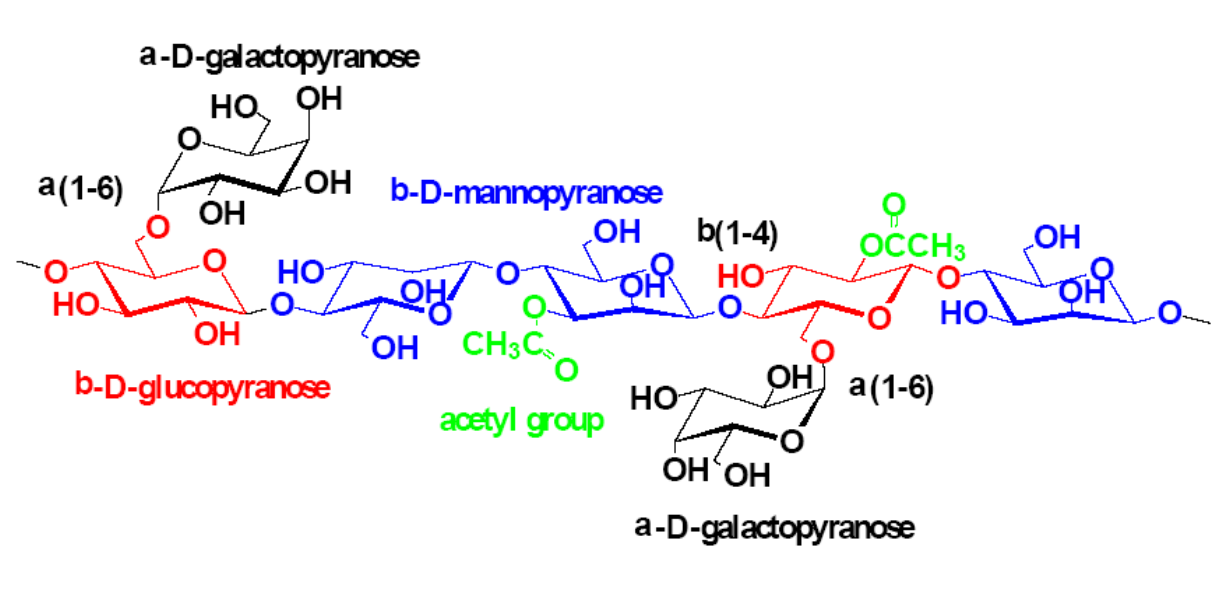 a-D-galactopyranose
HO OH
O
a(1-6) OH
OH
b-D-mannopyranose
O
OH
b(1-4)
O
OCCH3
OH
O O HO O O HO O O
HO OH O OH O OH O HO OH O
OH
OH
CH3C
O
O
b-D-glucopyranose
acetyl group
HO OH a(1-6)
O
OH OH
a-D-galactopyranose